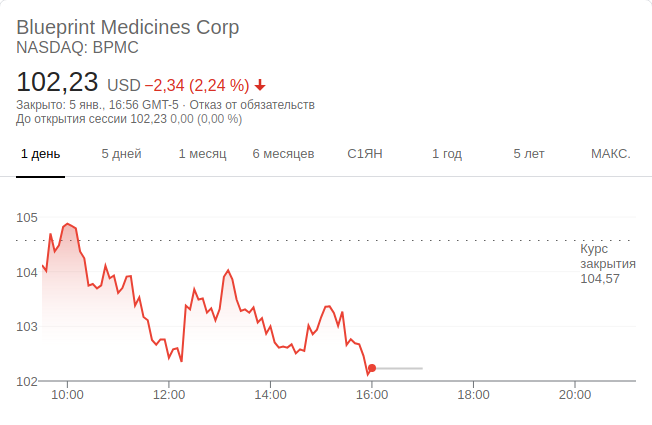 Blueprint Medicines Corp
NASDAQ: BPMC
102,23 USD −2,34 (2,24 %)
Закрыто: 5 янв., 16:56 GMT-5 · Отказ от обязательств
До открытия сессии 102,23 0,00 (0,00 %)
1 день 5 дней 1 месяц 6 месяцев С1ЯН 1 год 5 лет МАКС.
105
Курс
закрытия
104,57
104
103
102
10:00 12:00 14:00 16:00 18:00 20:00